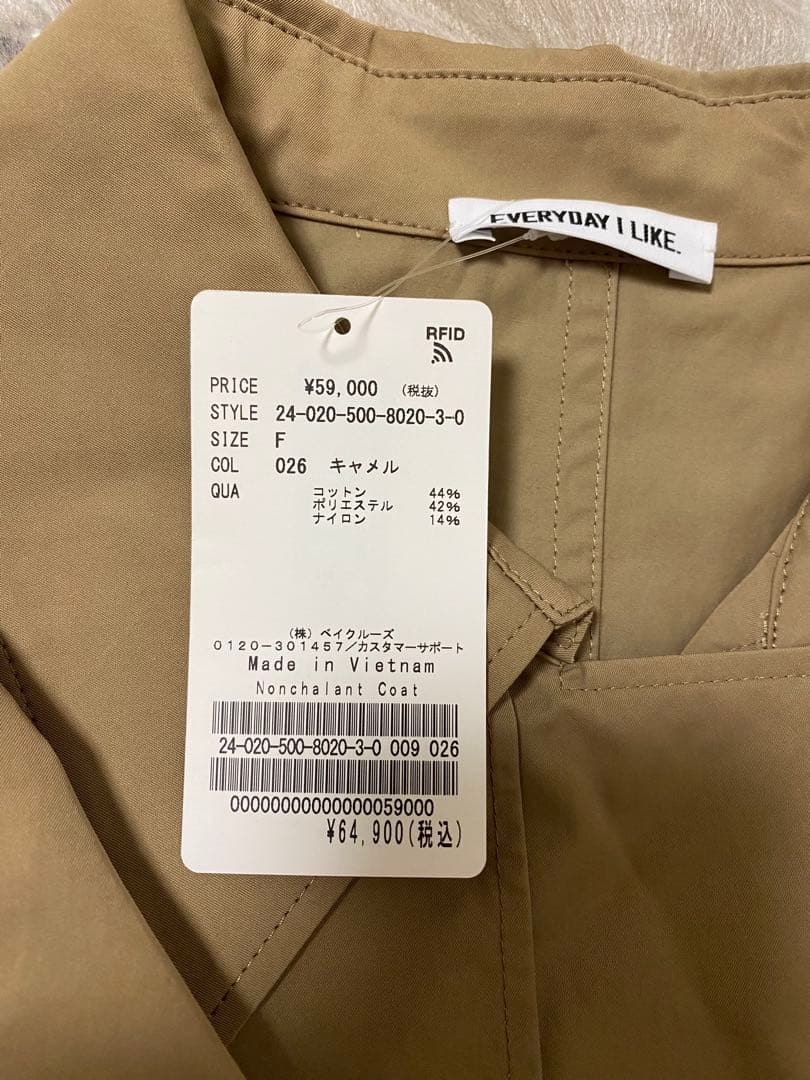 EVERYDAY I LIKE.
RFID
PRICE ¥59,000 (税抜)
STYLE 24-020-500-8020-3-0
SIZE F
COL 026 キャメル
QUA コットン 44%
ポリエステル 42%
ナイロン 14%
(株)ベイクルーズ
0120-301457/カスタマーサポート
Made in Vietnam
Nonchalant Coat
24-020-500-8020-3-0 009 026
00000000000000059000
¥64,900(税込)